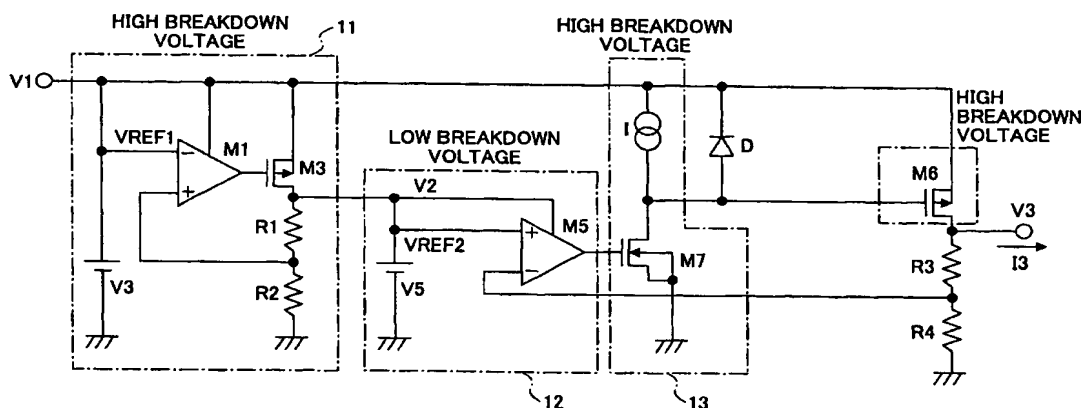 HIGH BREAKDOWN
VOLTAGE
11
HIGH BREAKDOWN
VOLTAGE
V1
HIGH
BREAKDOWN
VOLTAGE
VREF1
M1
M3
LOW BREAKDOWN
VOLTAGE
I
D
M6
V2
V3
R1
VREF2
M5
M7
I3
R3
V3
R2
V5
R4
12
13